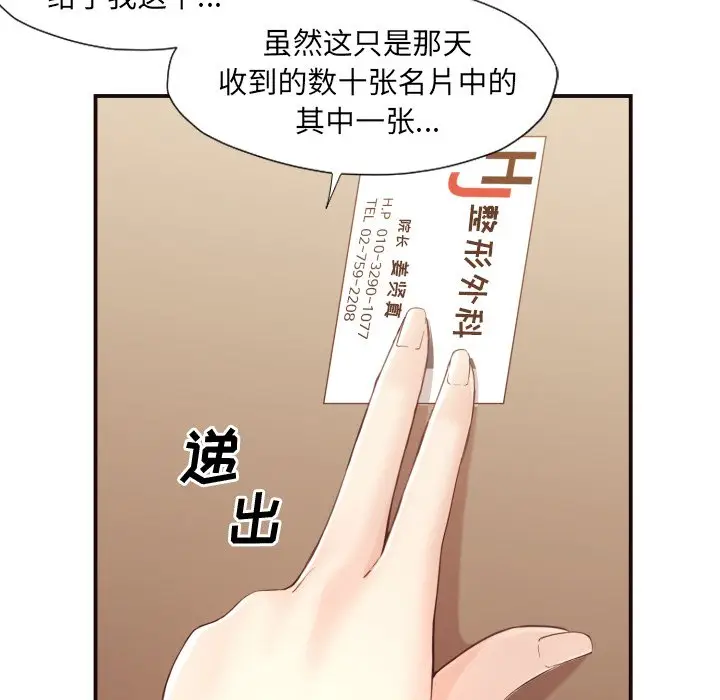 给了我这个...
虽然这只是那天
收到的数十张名片中的
其中一张...
HJ
整形外科
院长 姜贤真
H.P 010-3290-1077
TEL 02-759-2208
递出